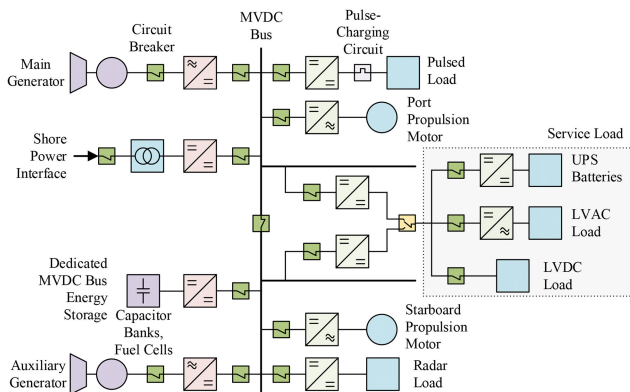 Circuit
Breaker
MVDC
Bus
Pulse-
Charging
Circuit
Main
Generator
Pulsed
Load
Port
Propulsion
Motor
Shore
Power
Interface
Service Load
UPS
Batteries
LVAC
Load
LVDC
Load
Dedicated
MVDC Bus
Energy
Storage
Capacitor
Banks,
Fuel Cells
Starboard
Propulsion
Motor
Auxiliary
Generator
Radar
Load